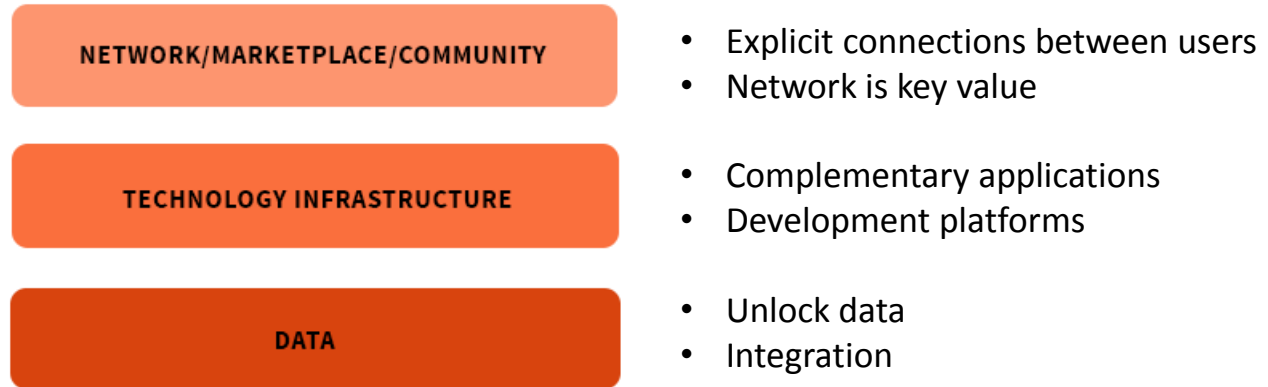 NETWORK/MARKETPLACE/COMMUNITY
• Explicit connections between users
• Network is key value
TECHNOLOGY INFRASTRUCTURE
• Complementary applications
• Development platforms
DATA
• Unlock data
• Integration